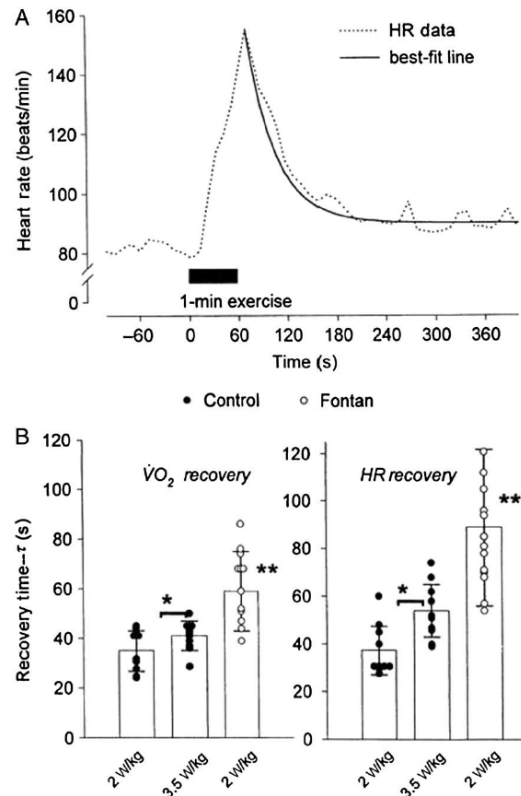 A
160
140
120
100
80
0
Heart rate (beats/min)
HR data
best-fit line
1-min exercise
–60 0 60 120 180 240 300 360
Time (s)
● Control ○ Fontan
B
Recovery time–τ (s)
120
100
80
60
40
20
0
V̇O2 recovery
*
**
2 W/kg 3.5 W/kg 2 W/kg
120
100
80
60
40
20
0
HR recovery
*
**
2 W/kg 3.5 W/kg 2 W/kg